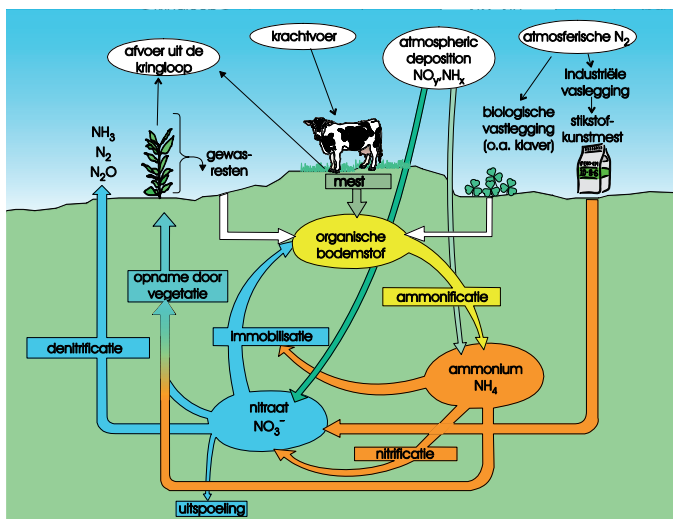 krachtvoer
afvoer uit de
kringloop
atmospheric
deposition
NOy,NHx
atmosferische N2
Industriële
vaslegging
biologische
vastlegging
(o.a. klaver)
stikstof-
kunstmest
NH3
N2
N2O
gewas-
resten
mest
organische
bodemstof
opname door
vegetatie
ammonificatie
immobilisatie
denitrificatie
ammonium
NH4
nitraat
NO3−
nitrificatie
uitspoeling